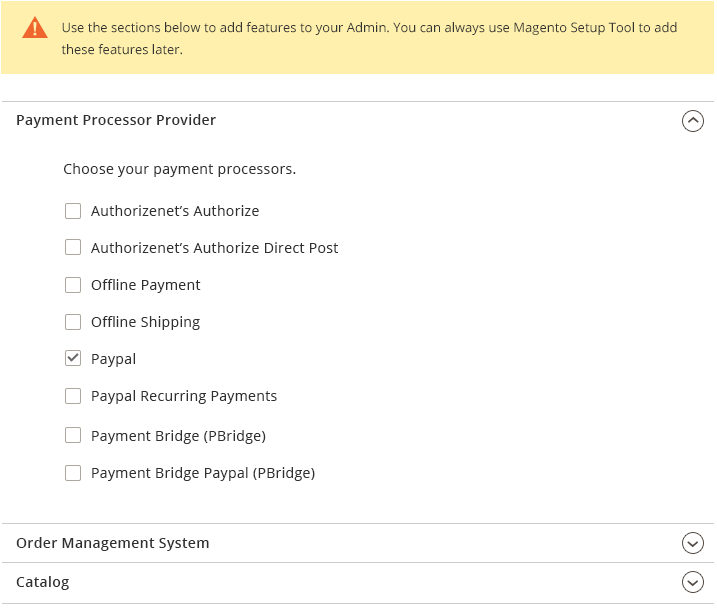 Use the sections below to add features to your Admin. You can always use Magento Setup Tool to add
these features later.
Payment Processor Provider
Choose your payment processors.
Authorizenet’s Authorize
Authorizenet’s Authorize Direct Post
Offline Payment
Offline Shipping
Paypal
Paypal Recurring Payments
Payment Bridge (PBridge)
Payment Bridge Paypal (PBridge)
Order Management System
Catalog